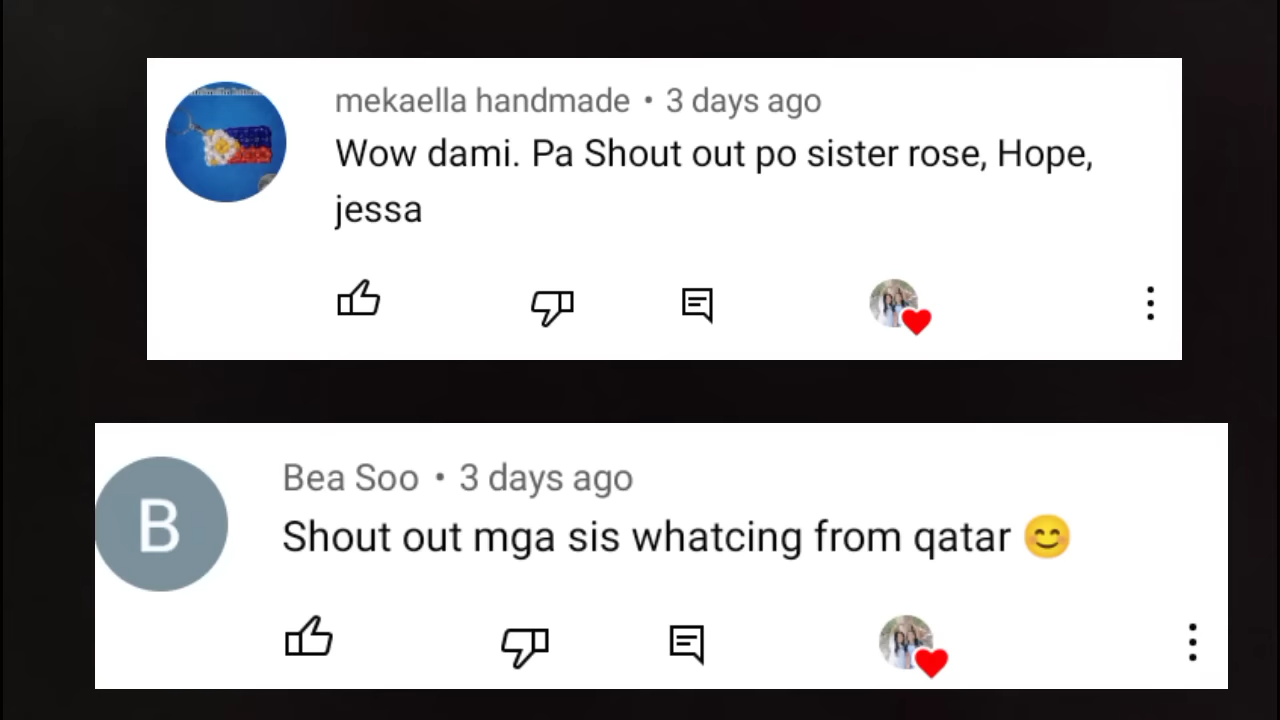 mekaella handmade • 3 days ago
Wow dami. Pa Shout out po sister rose, Hope,
jessa
B
Bea Soo • 3 days ago
Shout out mga sis whatcing from qatar 😊